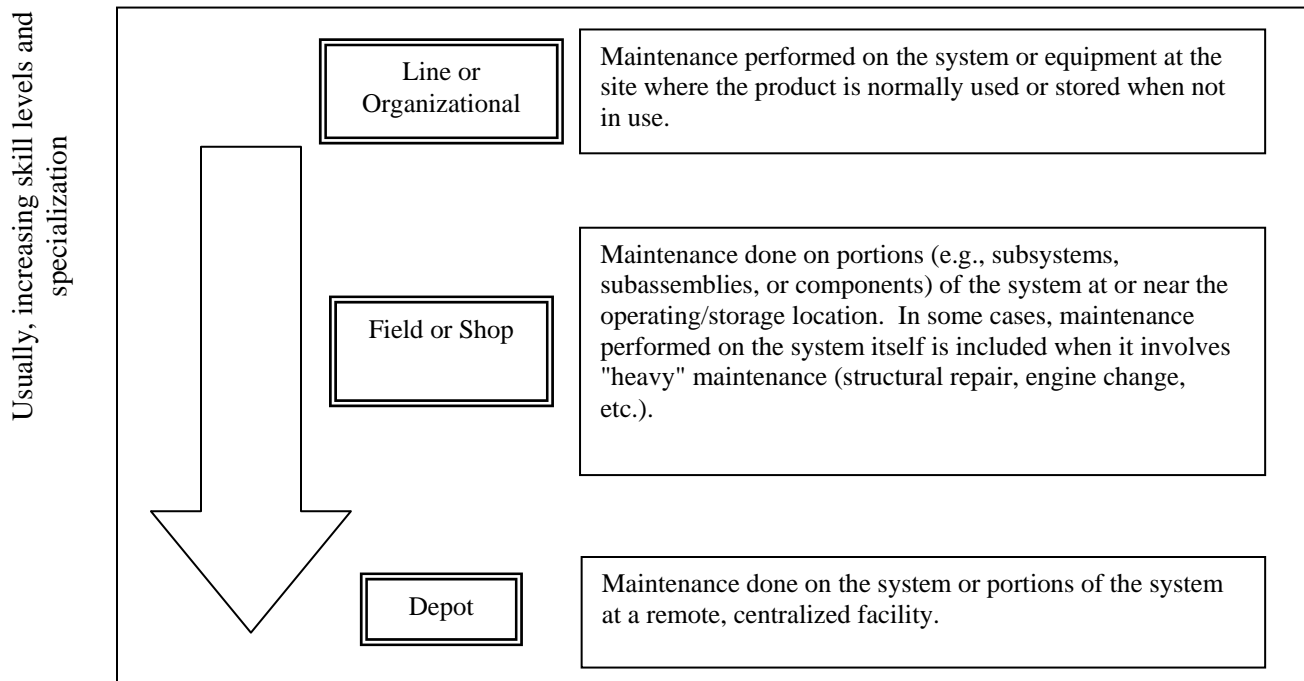 Usually, increasing skill levels and
specialization
Line or
Organizational
Maintenance performed on the system or equipment at the
site where the product is normally used or stored when not
in use.
Field or Shop
Maintenance done on portions (e.g., subsystems,
subassemblies, or components) of the system at or near the
operating/storage location.  In some cases, maintenance
performed on the system itself is included when it involves
"heavy" maintenance (structural repair, engine change,
etc.).
Depot
Maintenance done on the system or portions of the system
at a remote, centralized facility.